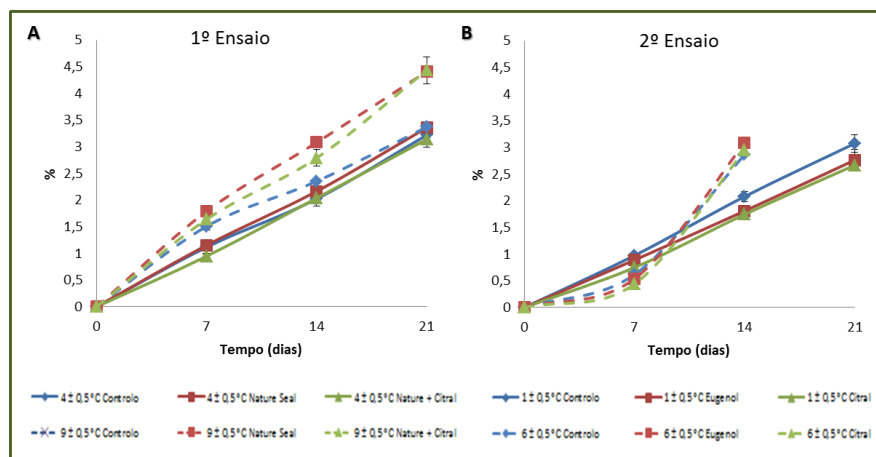 A
1º Ensaio
5
4,5
4
3,5
3
2,5
2
1,5
1
0,5
0
%
0 7 14 21
Tempo (dias)
B
2º Ensaio
5
4,5
4
3,5
3
2,5
2
1,5
1
0,5
0
%
0 7 14 21
Tempo (dias)
4± 0,5°C Controlo 4± 0,5°C Nature Seal 4± 0,5°C Nature + Citral 1± 0,5°C Controlo 1± 0,5°C Eugenol 1± 0,5°C Citral
9± 0,5°C Controlo 9± 0,5°C Nature Seal 9± 0,5°C Nature + Citral 6± 0,5°C Controlo 6± 0,5°C Eugenol 6± 0,5°C Citral